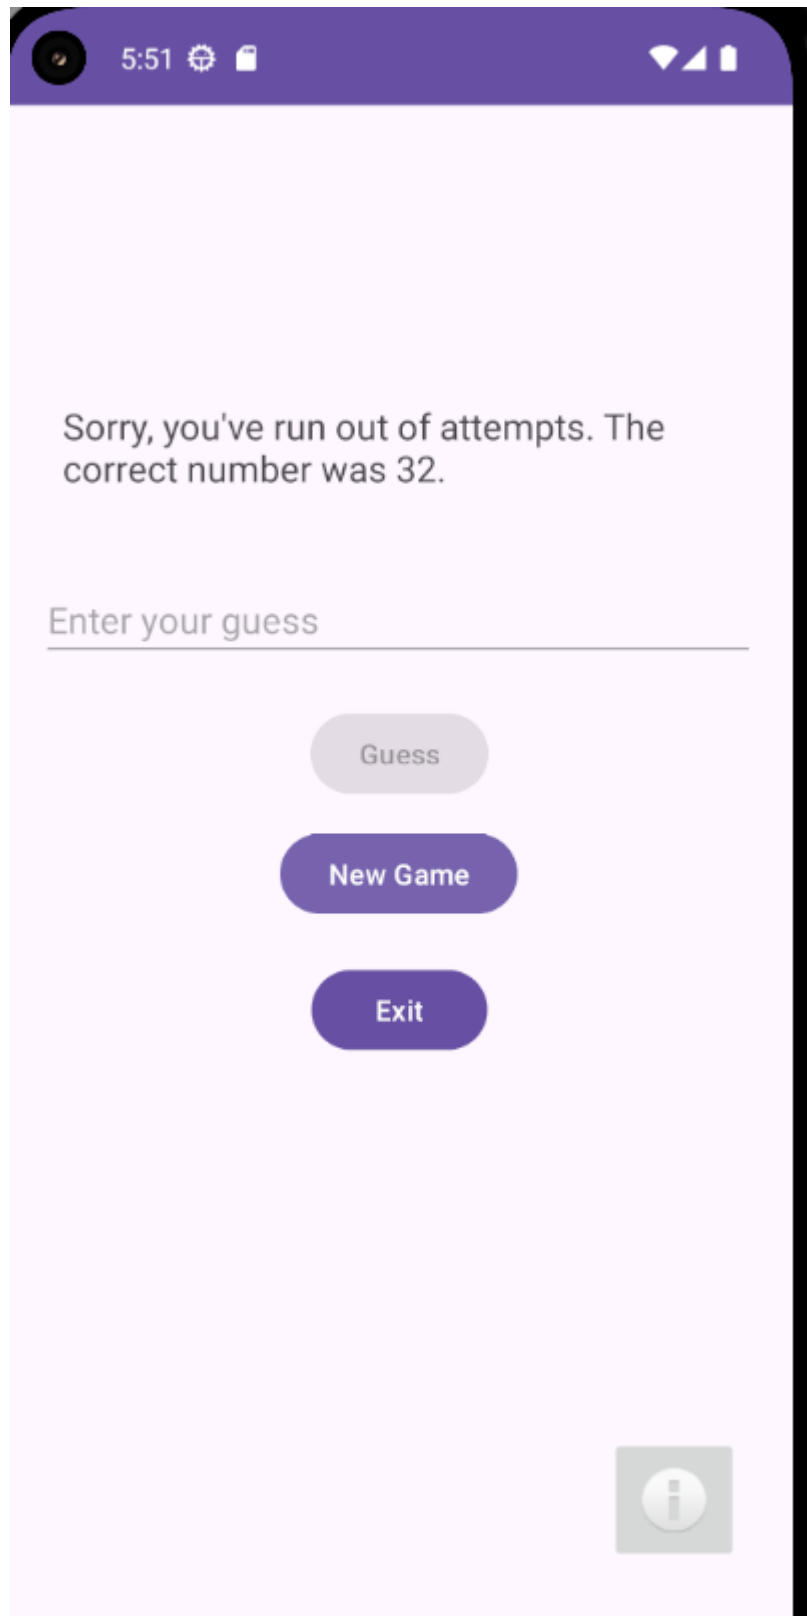 5:51
Sorry, you've run out of attempts. The
correct number was 32.
Enter your guess
Guess
New Game
Exit